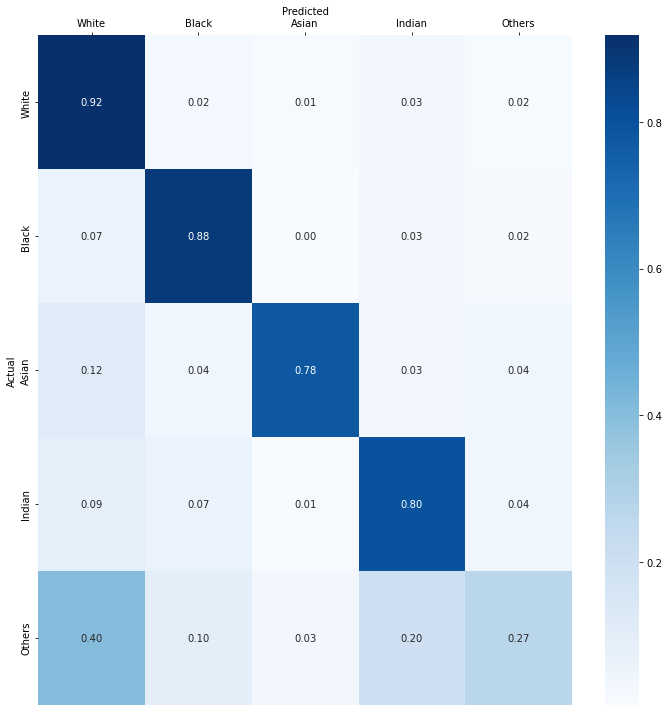 Predicted
White Black Asian Indian Others
White 0.92 0.02 0.01 0.03 0.02 0.8
Black 0.07 0.88 0.00 0.03 0.02
0.6
Actual
Asian 0.12 0.04 0.78 0.03 0.04
0.4
Indian 0.09 0.07 0.01 0.80 0.04
0.2
Others 0.40 0.10 0.03 0.20 0.27